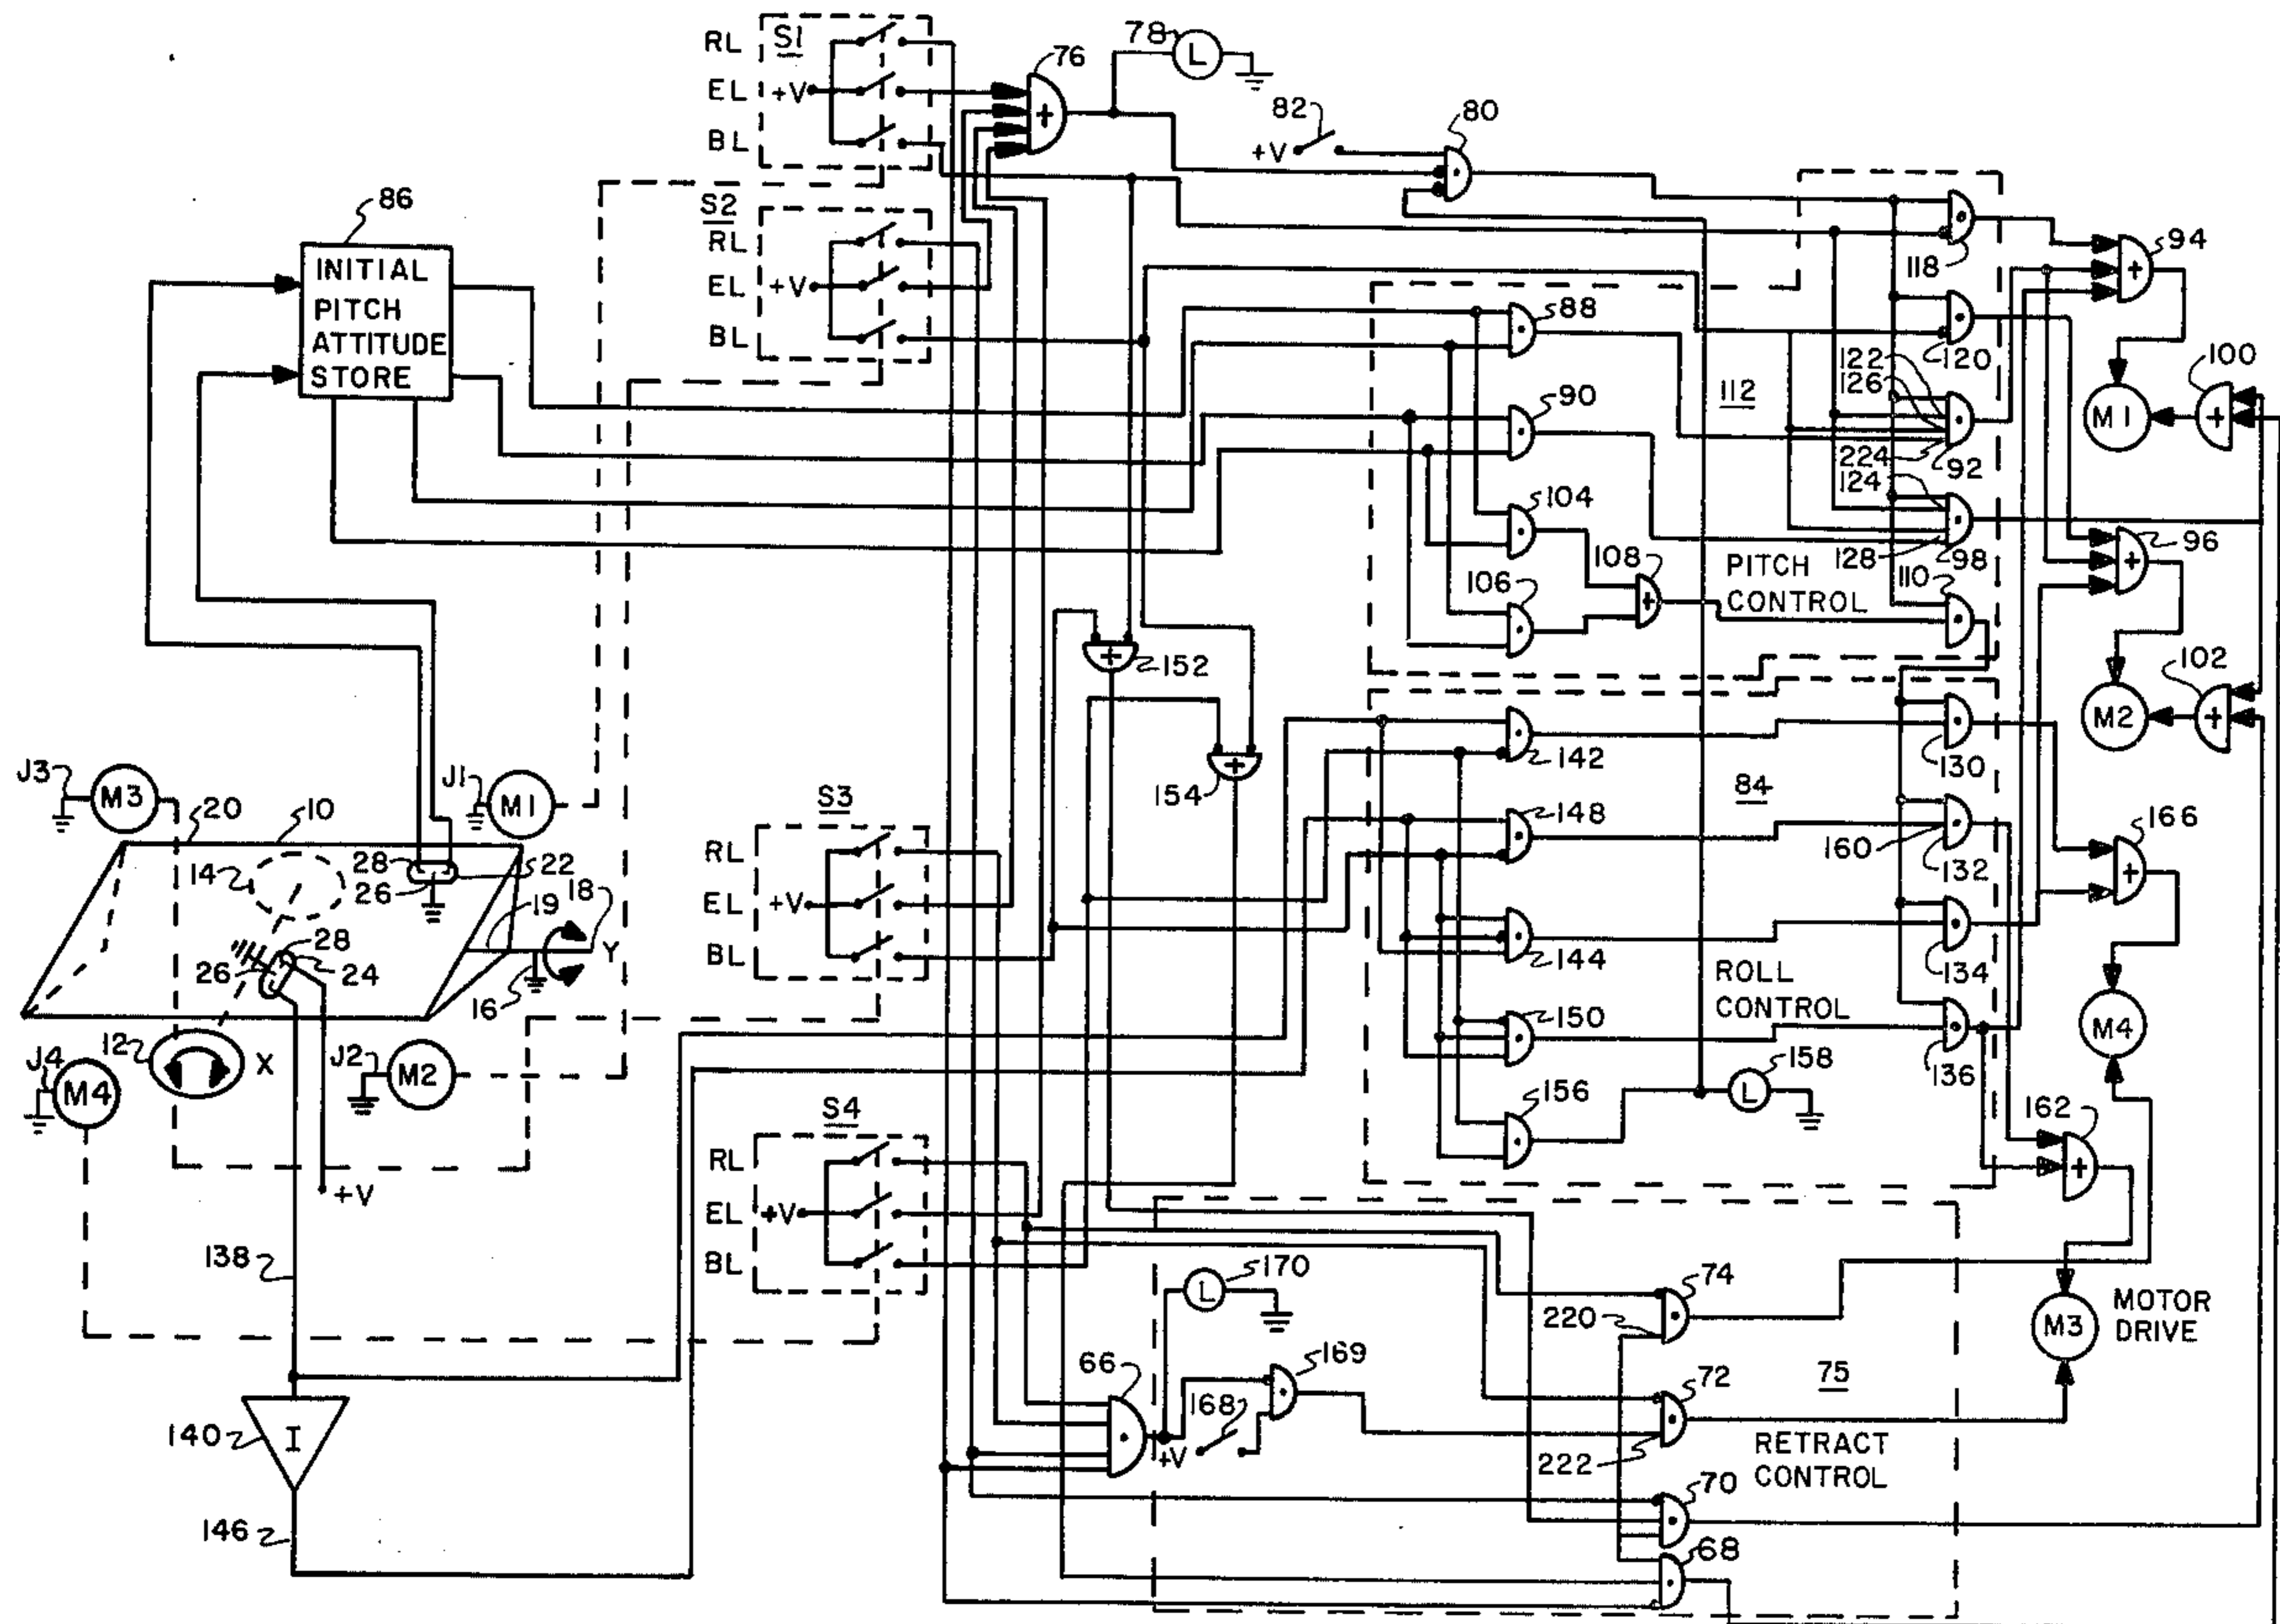 RL
S1
EL
+V
BL
76
78
L
+
82
+V
80
S2
RL
EL
+V
BL
86
INITIAL
PITCH
ATTITUDE
STORE
118
94
+
88
120
122
126
100
112
M1
+
90
224
92
124
104
128
98
96
+
108
PITCH
CONTROL
110
106
+
102
152
+
M2
+
142
130
154
+
84
J3
M3
20
10
J1
M1
S3
148
166
RL
160
132
+
28
14
26
22
EL
+V
19
18
Y
28
26
24
144
134
BL
16
ROLL
CONTROL
150
M4
12
X
J2
M2
136
J4
M4
158
L
S4
156
162
+
RL
+V
EL
+V
138
BL
170
L
74
220
MOTOR
DRIVE
M3
66
169
168
72
75
140
I
+V
222
RETRACT
CONTROL
70
146
68